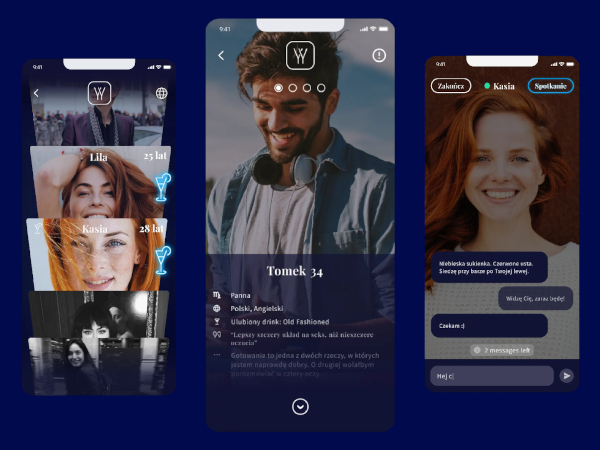 9:41
Lila
25 lat
Kasia
28 lat
9:41
Tomek 34
Panna
Polski, Angielski
Ulubiony drink: Old Fashioned
"Lepszy szczery układ na seks, niż nieszczere
uczucia"
Gotowanie to jedna z dwóch rzeczy, w których
jestem naprawdę dobry. O drugiej wolałbym
porozmawiać w cztery oczy.
9:41
Zakończ
Kasia
Spotkanie
Niebieska sukienka. Czerwone usta.
Siedzę przy barze po Twojej lewej.
Widzę Cię, zaraz będę!
Czekam :)
2 messages left
Hej c